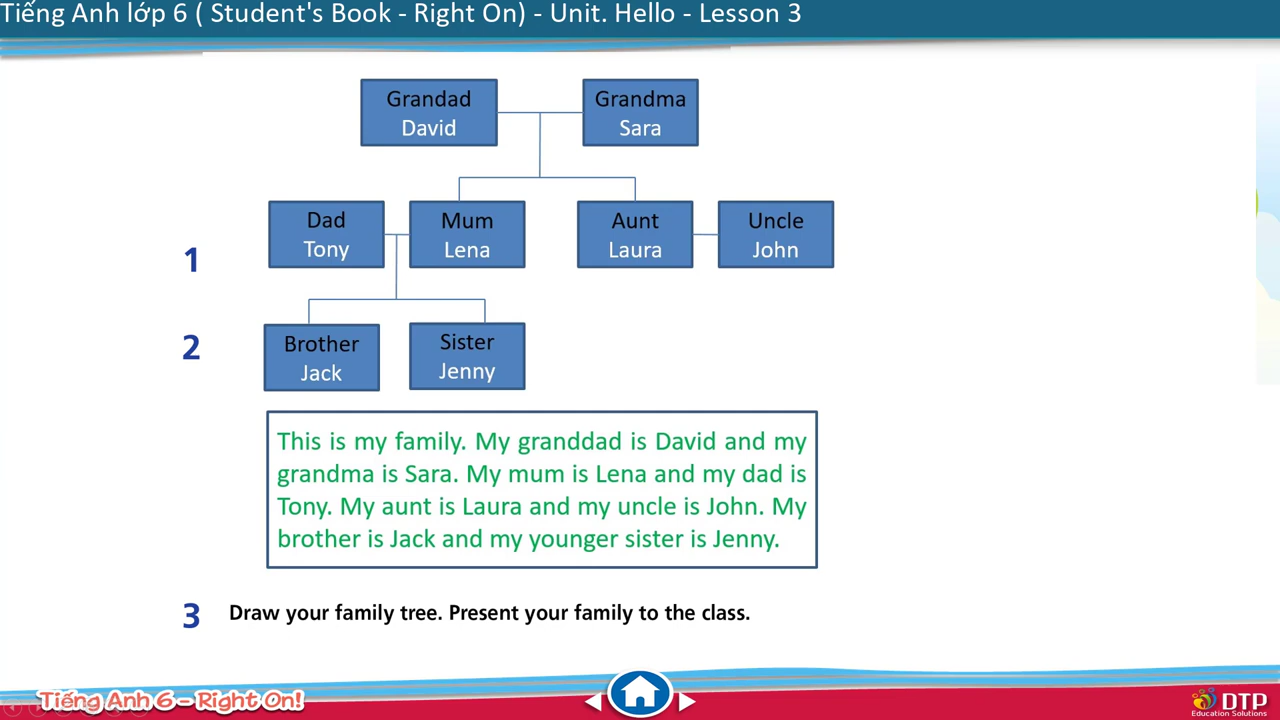 Tiếng Anh lớp 6 ( Student's Book - Right On) - Unit. Hello - Lesson 3
Grandad
David
Grandma
Sara
1
Dad
Tony
Mum
Lena
Aunt
Laura
Uncle
John
2
Brother
Jack
Sister
Jenny
This is my family. My granddad is David and my
grandma is Sara. My mum is Lena and my dad is
Tony. My aunt is Laura and my uncle is John. My
brother is Jack and my younger sister is Jenny.
3 Draw your family tree. Present your family to the class.
Tiếng Anh 6 – Right On!
DTP
Education Solutions